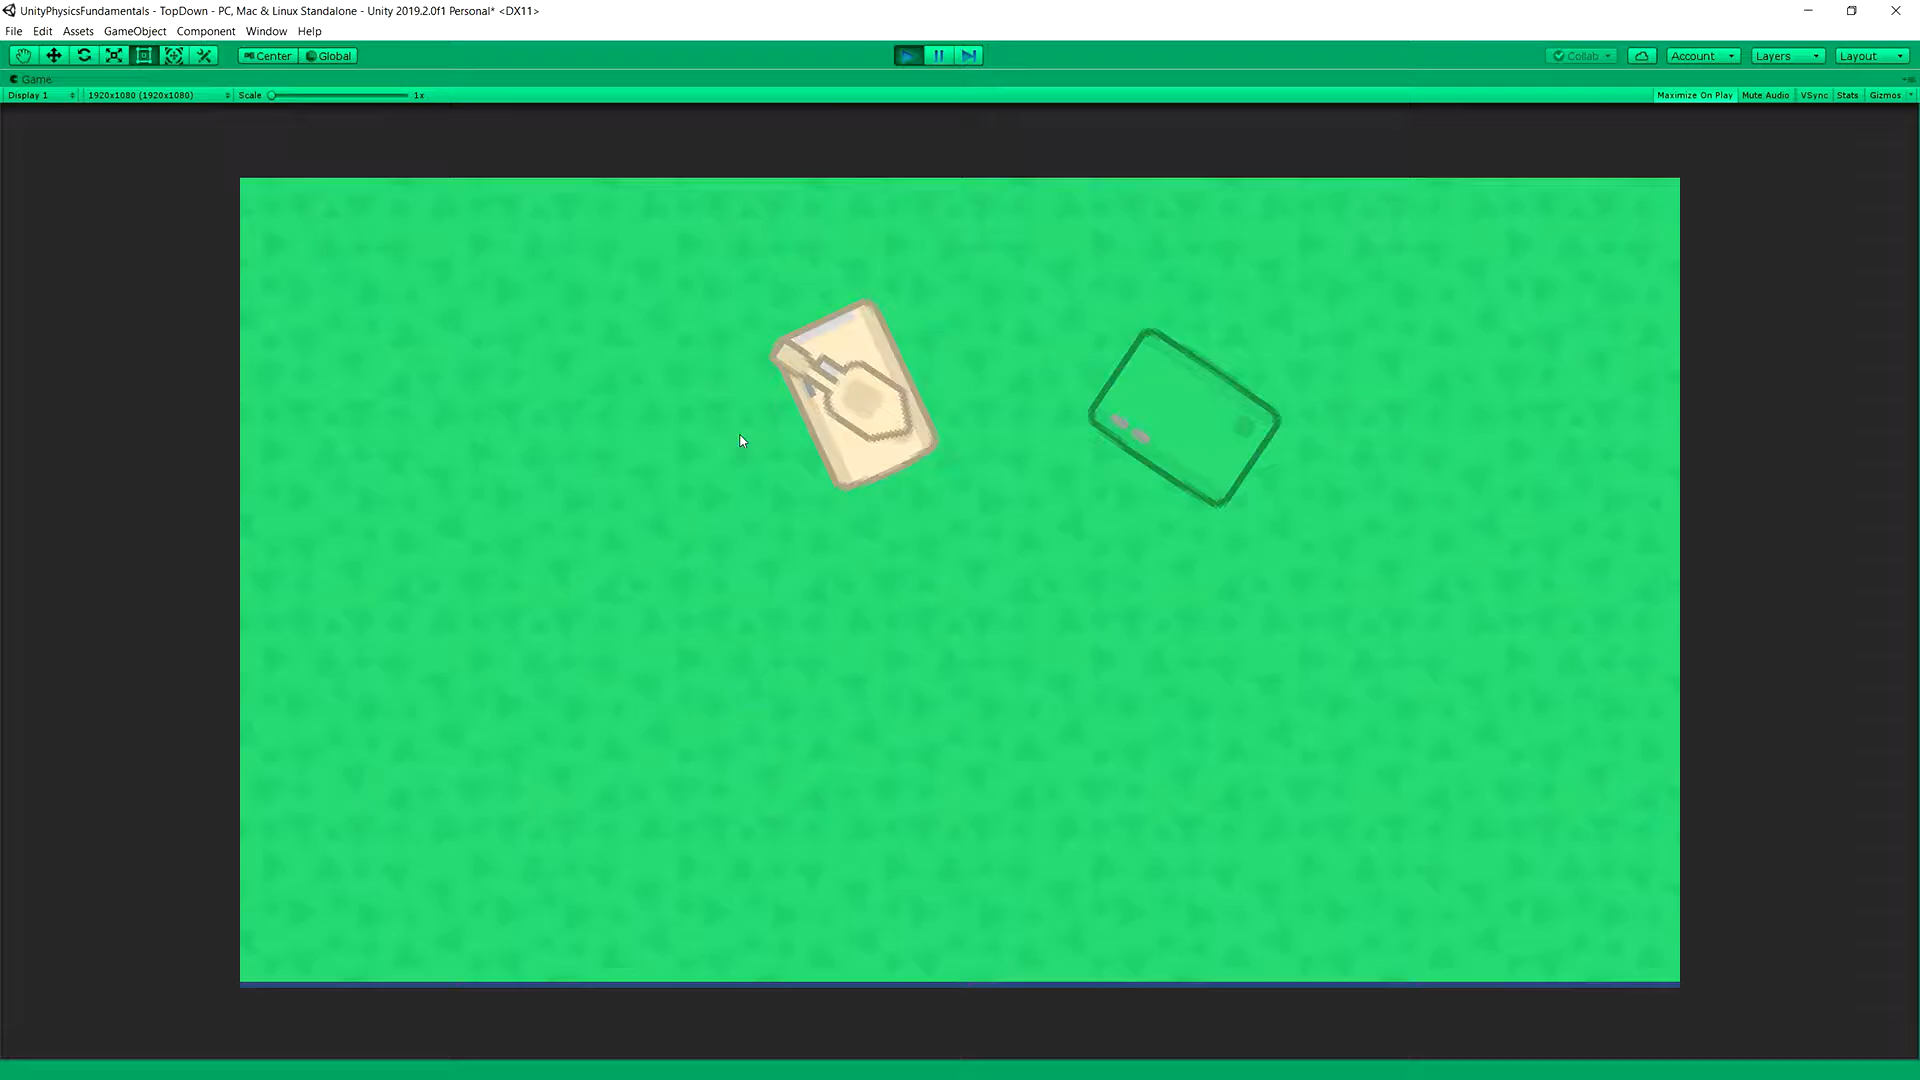 UnityPhysicsFundamentals - TopDown - PC, Mac & Linux Standalone - Unity 2019.2.0f1 Personal* <DX11>
File Edit Assets GameObject Component Window Help
Center Global Collab Account Layers Layout
Game
Display 1 1920x1080 (1920x1080) Scale 1x Maximize On Play Mute Audio VSync Stats Gizmos